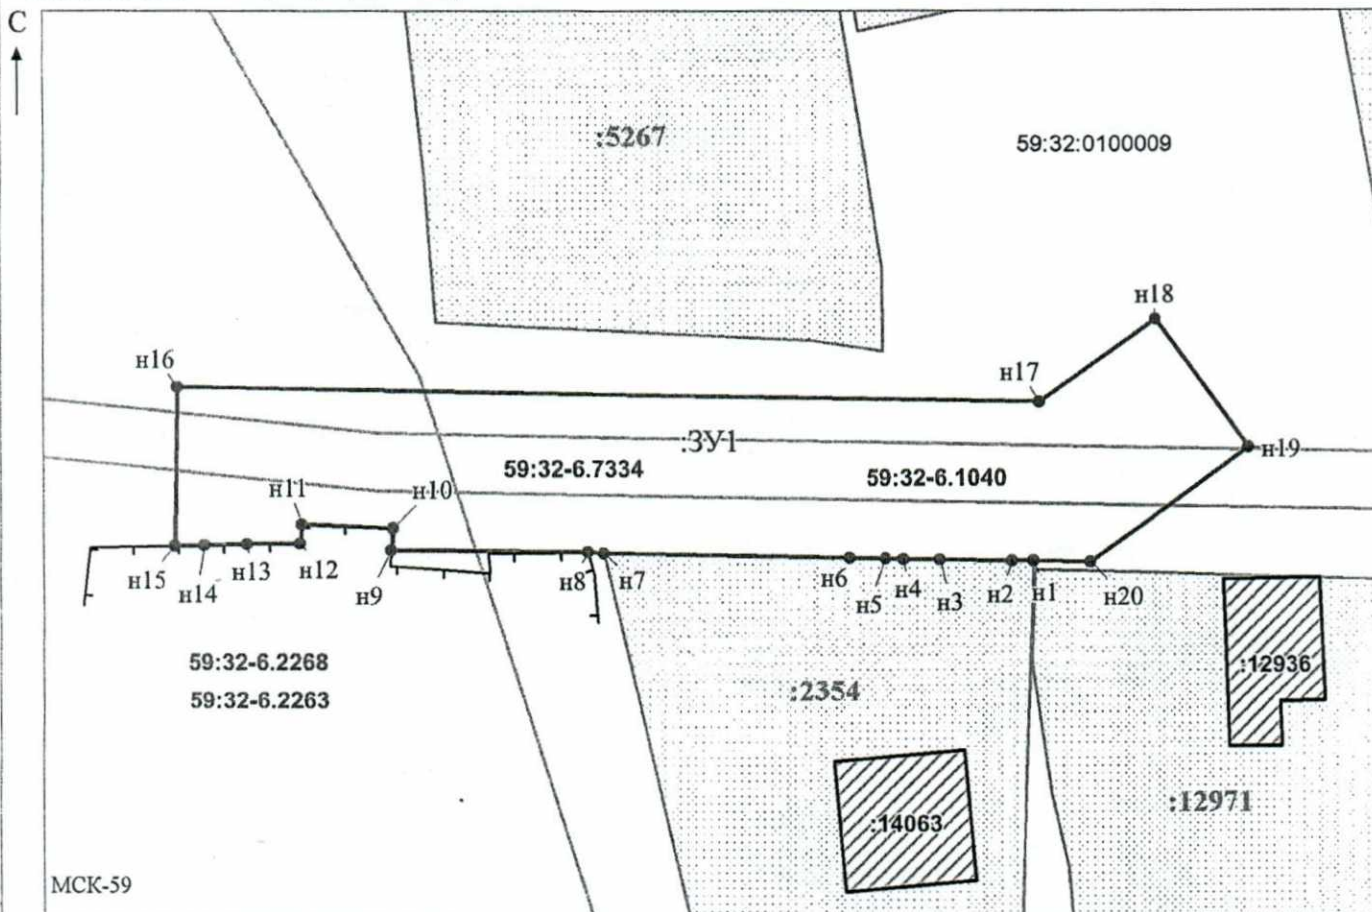 С
:5267
59:32:0100009
н18
н16
н17
:ЗУ1
н19
59:32-6.7334
59:32-6.1040
н11
н10
н15
н14
н13
н12
н9
н8
н7
н6
н5
н4
н3
н2
н1
н20
59:32-6.2268
:12936
:2354
59:32-6.2263
:12971
:14063
МСК-59